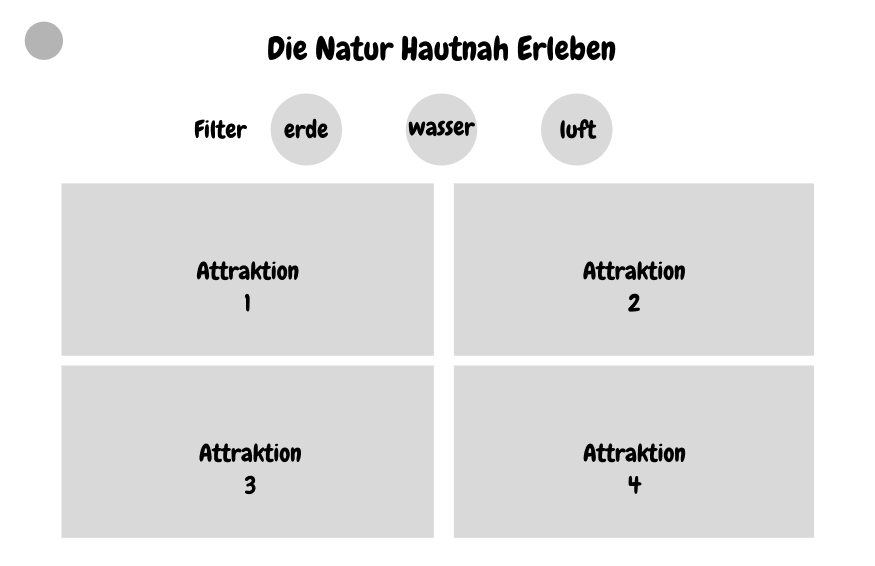 Die Natur Hautnah Erleben
Filter erde wasser luft
Attraktion
1
Attraktion
2
Attraktion
3
Attraktion
4